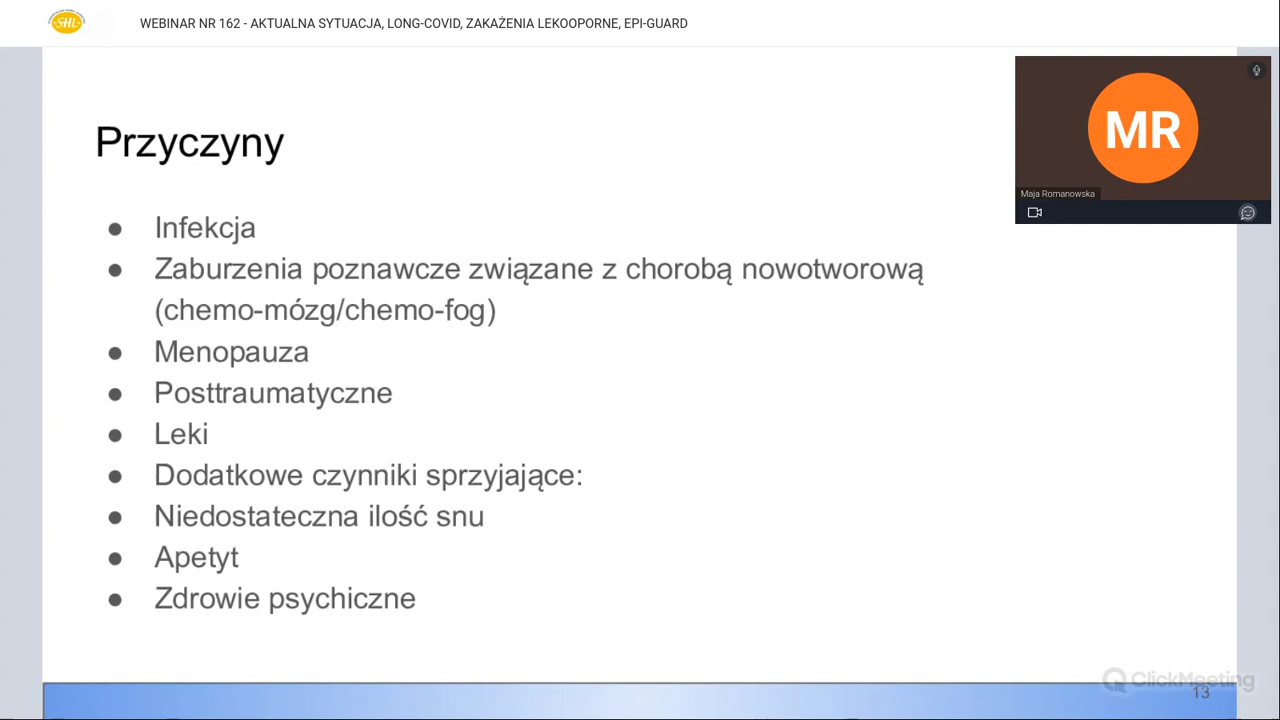 SHL
WEBINAR NR 162 - AKTUALNA SYTUACJA, LONG-COVID, ZAKAŻENIA LEKOOPORNE, EPI-GUARD
MR
Maja Romanowska
Przyczyny
● Infekcja
● Zaburzenia poznawcze związane z chorobą nowotworową
(chemo-mózg/chemo-fog)
● Menopauza
● Posttraumatyczne
● Leki
● Dodatkowe czynniki sprzyjające:
● Niedostateczna ilość snu
● Apetyt
● Zdrowie psychiczne
ClickMeeting
13